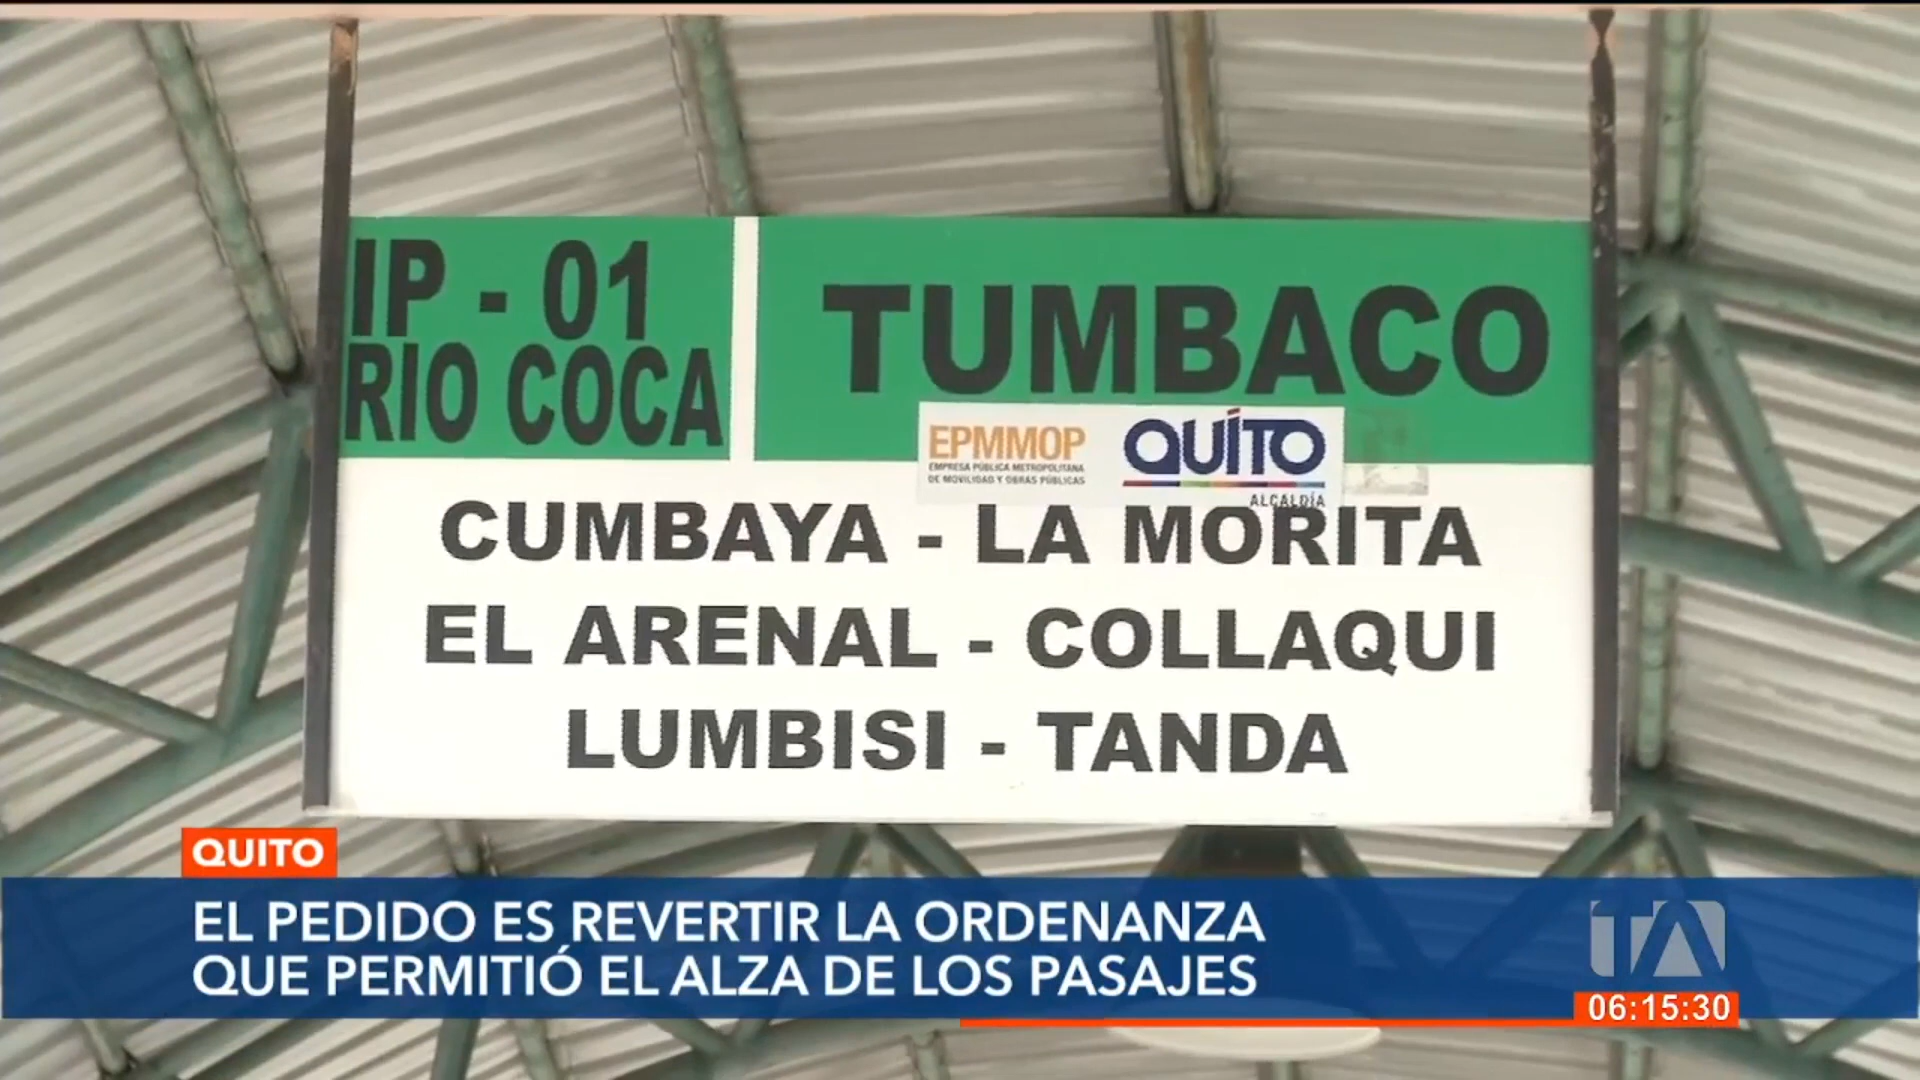 IP - 01
RIO COCA
TUMBACO
EPMMOP
EMPRESA PÚBLICA METROPOLITANA
DE MOVILIDAD Y OBRAS PÚBLICAS
QUITO
ALCALDÍA
CUMBAYA - LA MORITA
EL ARENAL - COLLAQUI
LUMBISI - TANDA
QUITO
EL PEDIDO ES REVERTIR LA ORDENANZA
QUE PERMITIÓ EL ALZA DE LOS PASAJES
TA
06:15:30